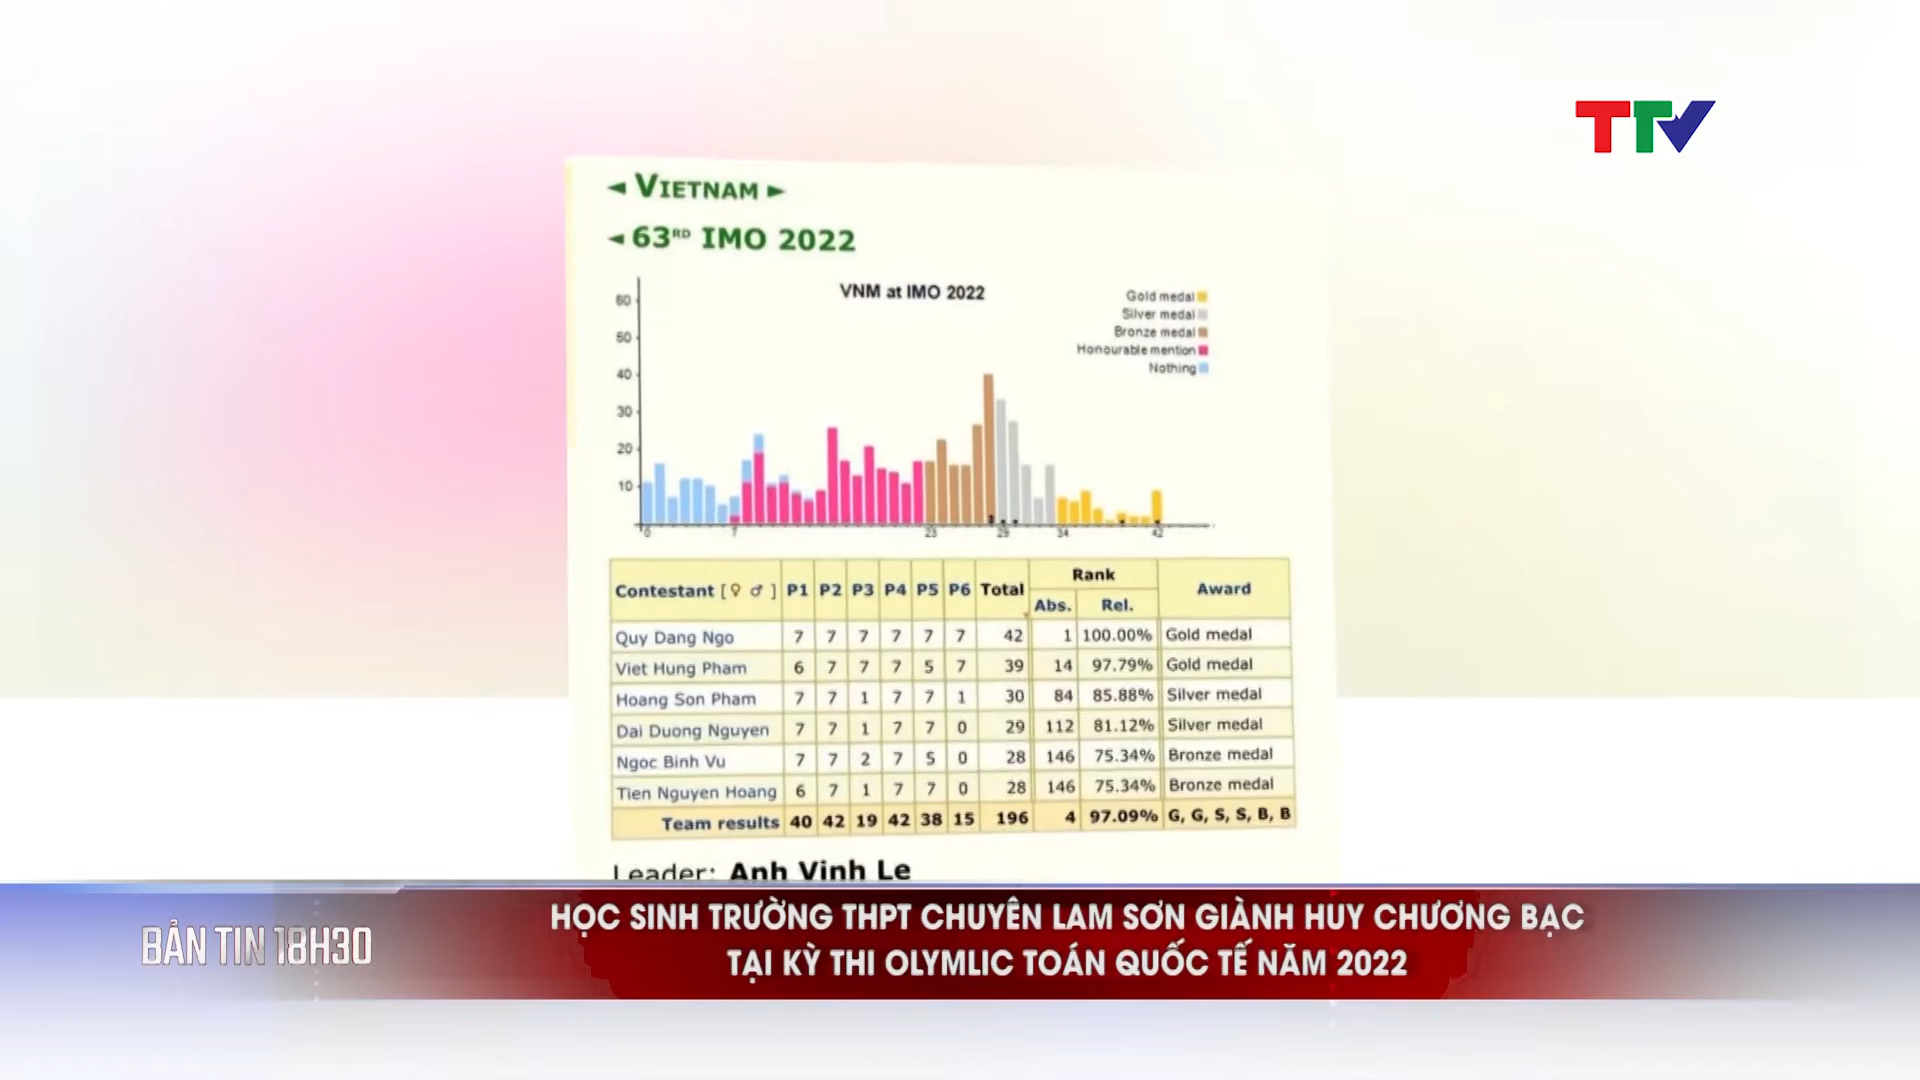 TTV
◄ VIETNAM ►
◄ 63RD IMO 2022
VNM at IMO 2022
Gold medal
Silver medal
Bronze medal
Honourable mention
Nothing
60
50
40
30
20
10
0 7 23 29 34 42
Contestant [♀ ♂] P1 P2 P3 P4 P5 P6 Total Rank Award
Abs. Rel.
Quy Dang Ngo 7 7 7 7 7 7 42 1 100.00% Gold medal
Viet Hung Pham 6 7 7 7 5 7 39 14 97.79% Gold medal
Hoang Son Pham 7 7 1 7 7 1 30 84 85.88% Silver medal
Dai Duong Nguyen 7 7 1 7 7 0 29 112 81.12% Silver medal
Ngoc Binh Vu 7 7 2 7 5 0 28 146 75.34% Bronze medal
Tien Nguyen Hoang 6 7 1 7 7 0 28 146 75.34% Bronze medal
Team results 40 42 19 42 38 15 196 4 97.09% G, G, S, S, B, B
Leader: Anh Vinh Le
BẢN TIN 18H30
HỌC SINH TRƯỜNG THPT CHUYÊN LAM SƠN GIÀNH HUY CHƯƠNG BẠC
TẠI KỲ THI OLYMLIC TOÁN QUỐC TẾ NĂM 2022